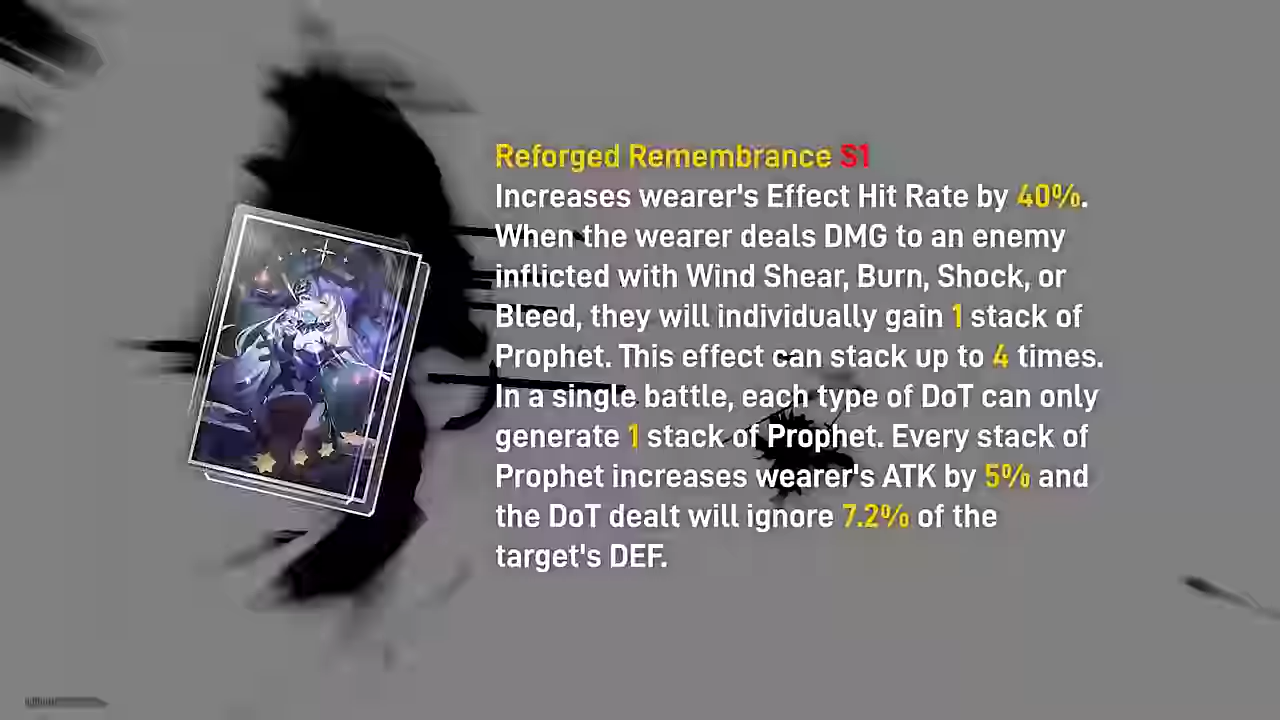 Reforged Remembrance S1
Increases wearer's Effect Hit Rate by 40%.
When the wearer deals DMG to an enemy
inflicted with Wind Shear, Burn, Shock, or
Bleed, they will individually gain 1 stack of
Prophet. This effect can stack up to 4 times.
In a single battle, each type of DoT can only
generate 1 stack of Prophet. Every stack of
Prophet increases wearer's ATK by 5% and
the DoT dealt will ignore 7.2% of the
target's DEF.